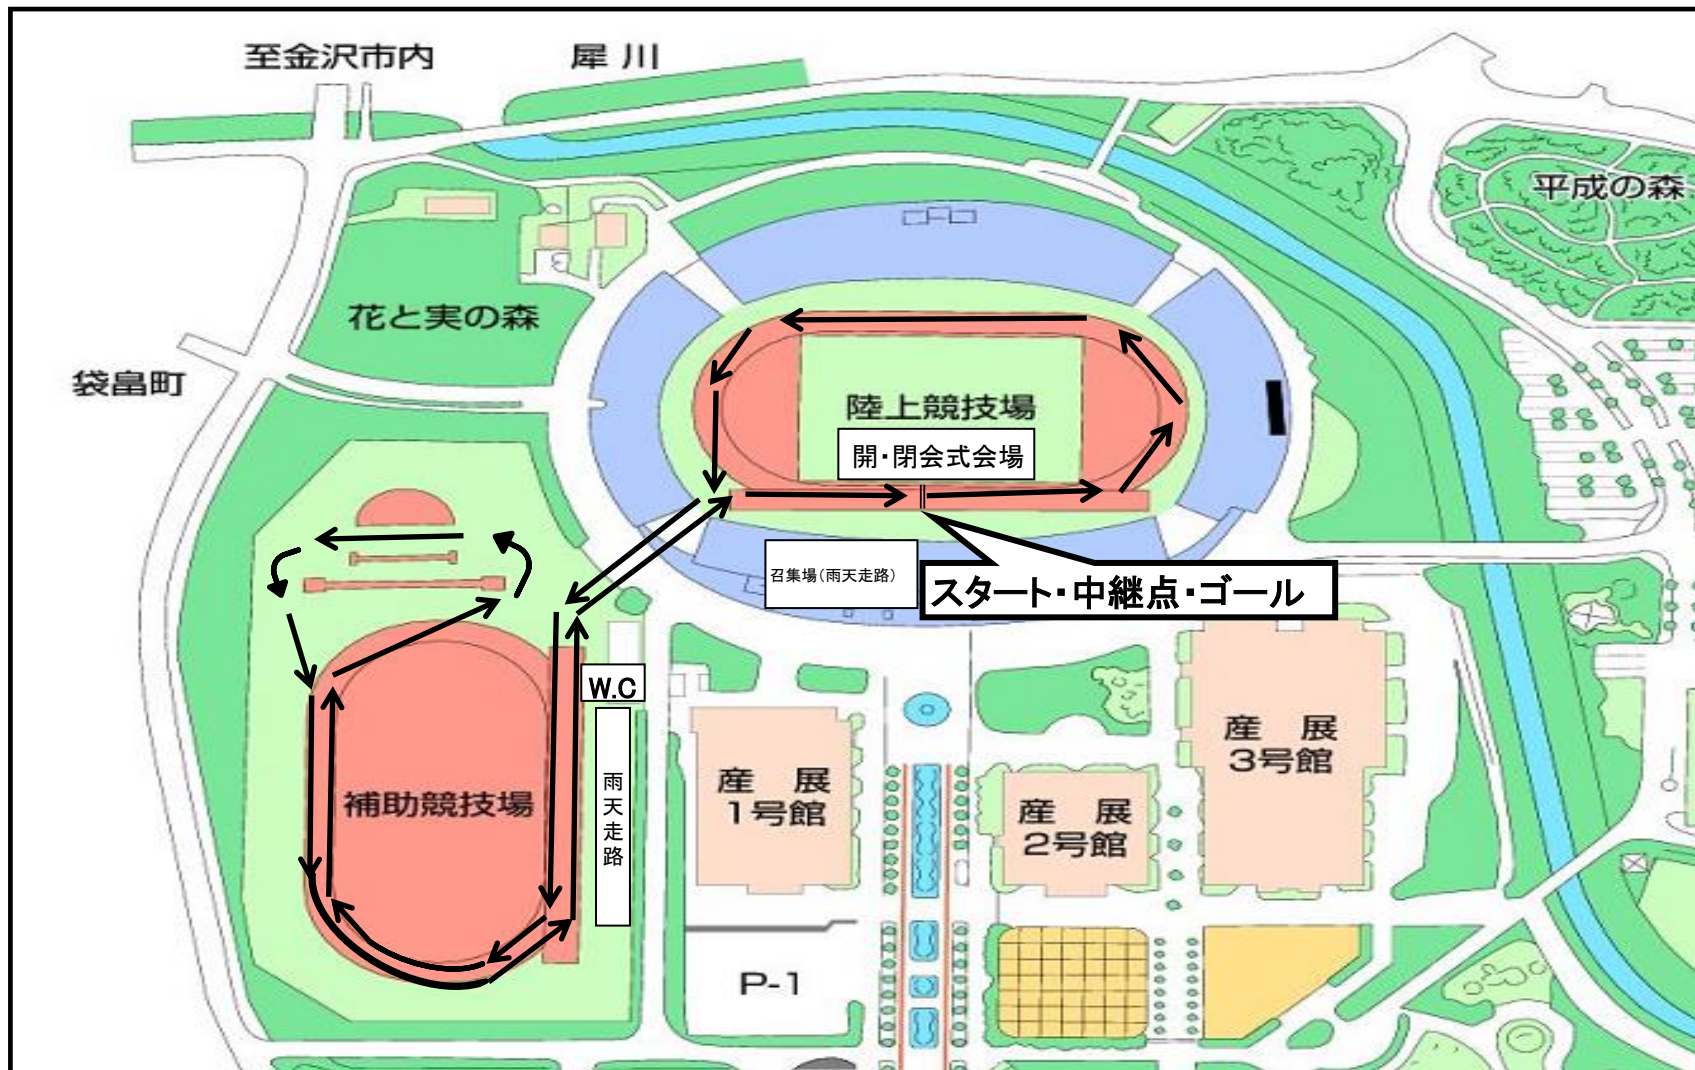 至金沢市内
犀川
平成の森
花と実の森
袋畠町
陸上競技場
開・閉会式会場
召集場(雨天走路)
スタート・中継点・ゴール
W.C
雨天走路
補助競技場
産展
1号館
産展
2号館
産展
3号館
P-1